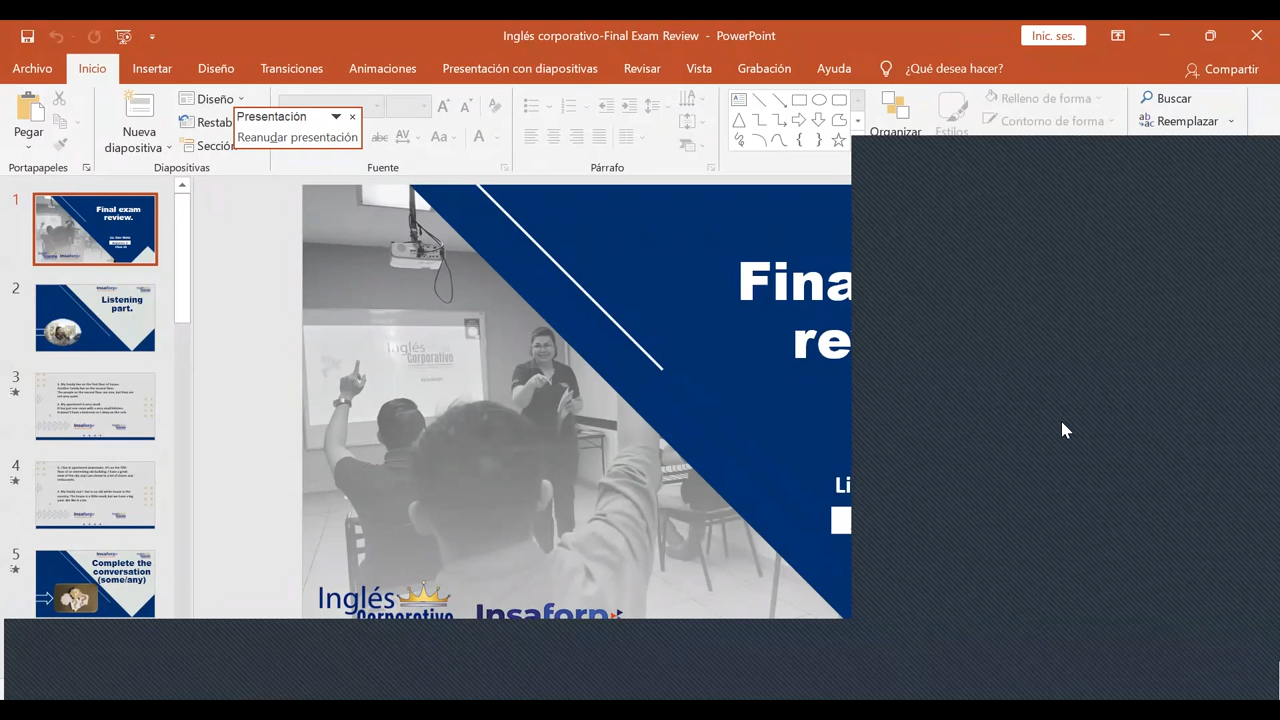 Inglés corporativo-Final Exam Review - PowerPoint
Inic. ses.
Archivo
Inicio
Insertar
Diseño
Transiciones
Animaciones
Presentación con diapositivas
Revisar
Vista
Grabación
Ayuda
¿Qué desea hacer?
Compartir
Pegar
Nueva
diapositiva
Diseño
Restab
Secció
Presentación
Reanudar presentación
Aa
A
Organizar
Estilos
Relleno de forma
Contorno de forma
Buscar
Reemplazar
Portapapeles
Diapositivas
Fuente
Párrafo
1
Final exam
review.
2
Listening
part.
3
4
5
Complete the
conversation
(some/any)
Fina
re
Li
Inglés
Corporativo
Inglés
Corporativo
Insaforp